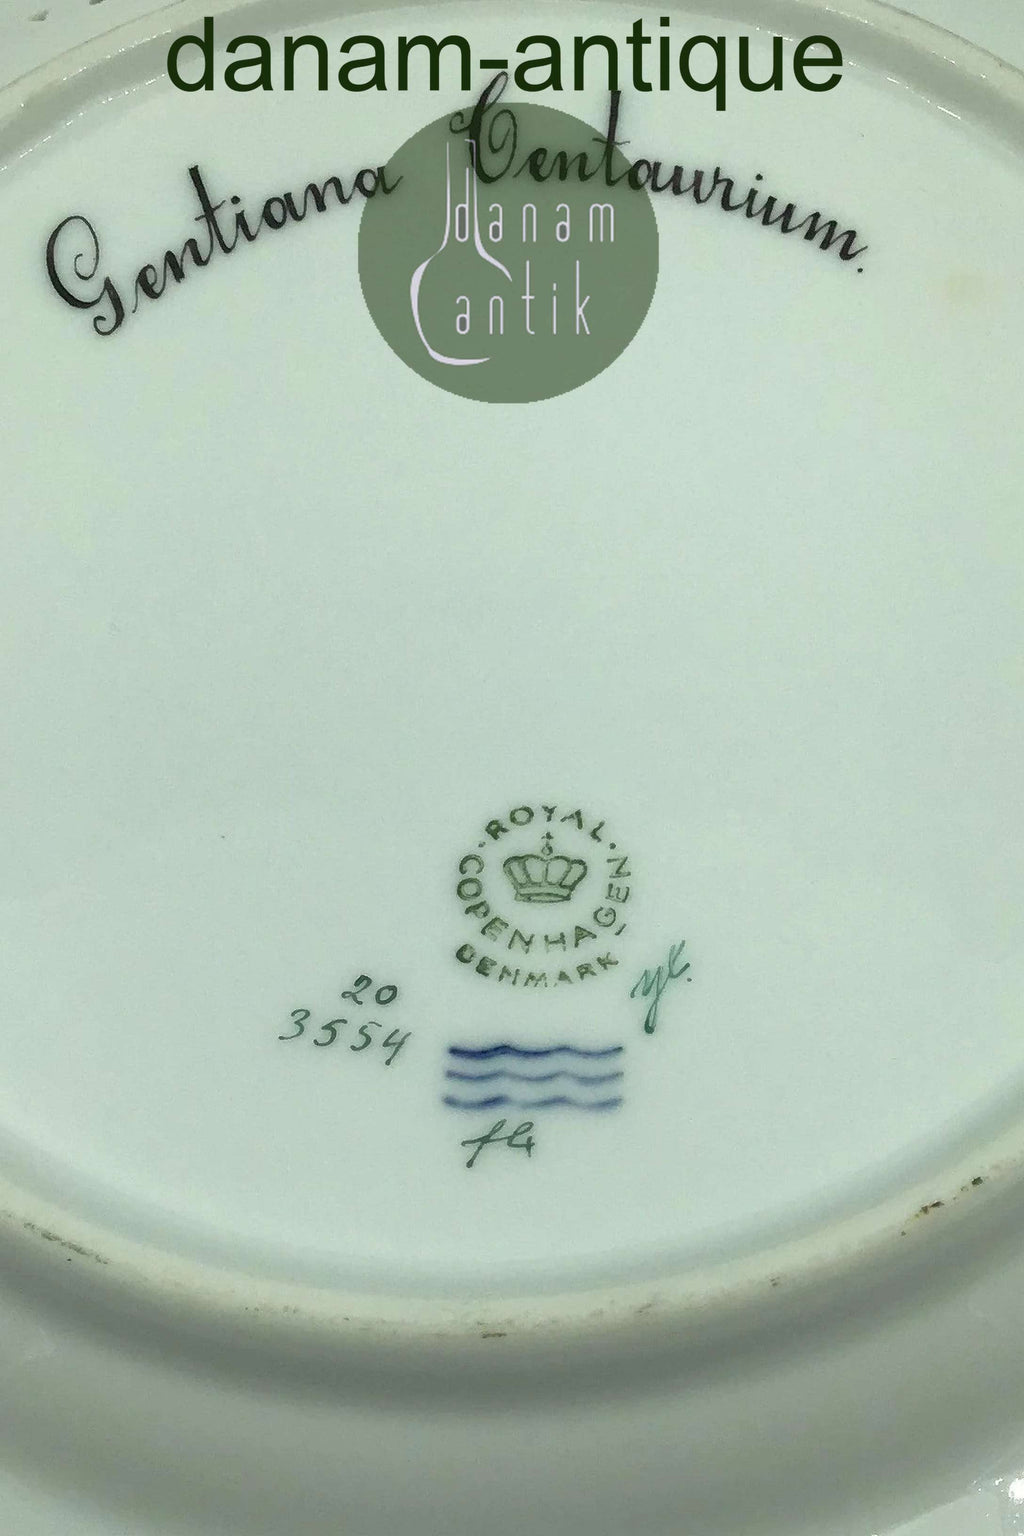 danam-antique
Gentiana Centaurium.
danam
antik
ROYAL
COPENHAGEN
DENMARK
20
3554